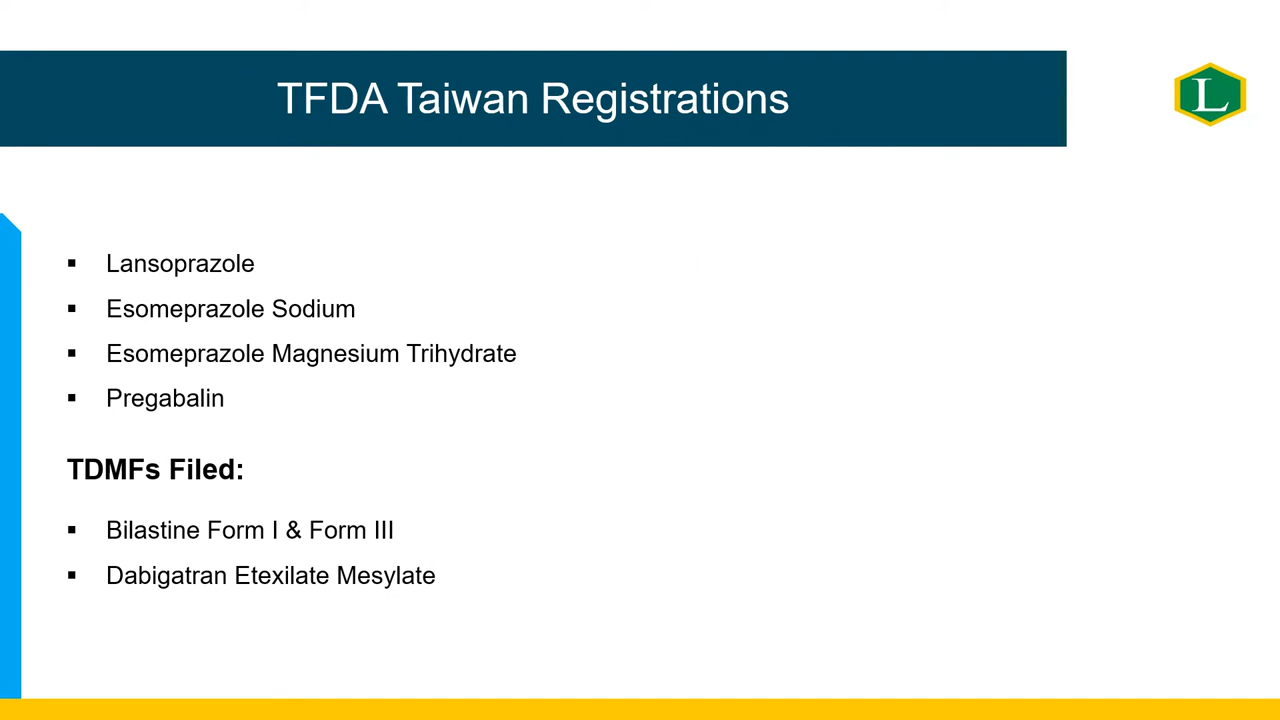 TFDA Taiwan Registrations
L
▪ Lansoprazole
▪ Esomeprazole Sodium
▪ Esomeprazole Magnesium Trihydrate
▪ Pregabalin
TDMFs Filed:
▪ Bilastine Form I & Form III
▪ Dabigatran Etexilate Mesylate